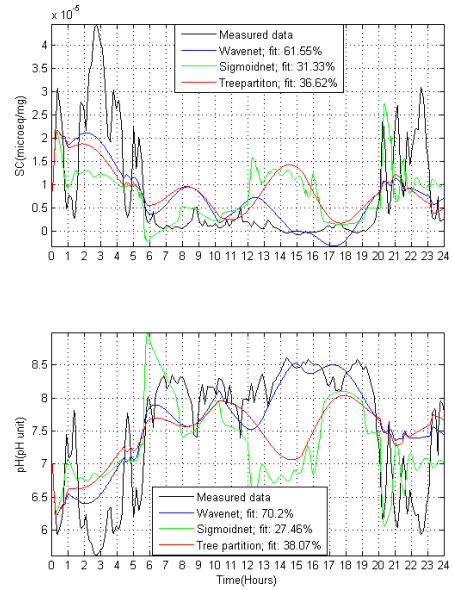 x 10^-5
4
3.5
3
2.5
2
1.5
1
0.5
0
SC(microeq/mg)
Measured data
Wavenet; fit: 61.55%
Sigmoidnet; fit: 31.33%
Treepartiton; fit: 36.62%
0 1 2 3 4 5 6 7 8 9 10 11 12 13 14 15 16 17 18 19 20 21 22 23 24
8.5
8
7.5
7
6.5
6
pH(pH unit)
Measured data
Wavenet; fit: 70.2%
Sigmoidnet; fit: 27.46%
Tree partition; fit: 38.07%
0 1 2 3 4 5 6 7 8 9 10 11 12 13 14 15 16 17 18 19 20 21 22 23 24
Time(Hours)